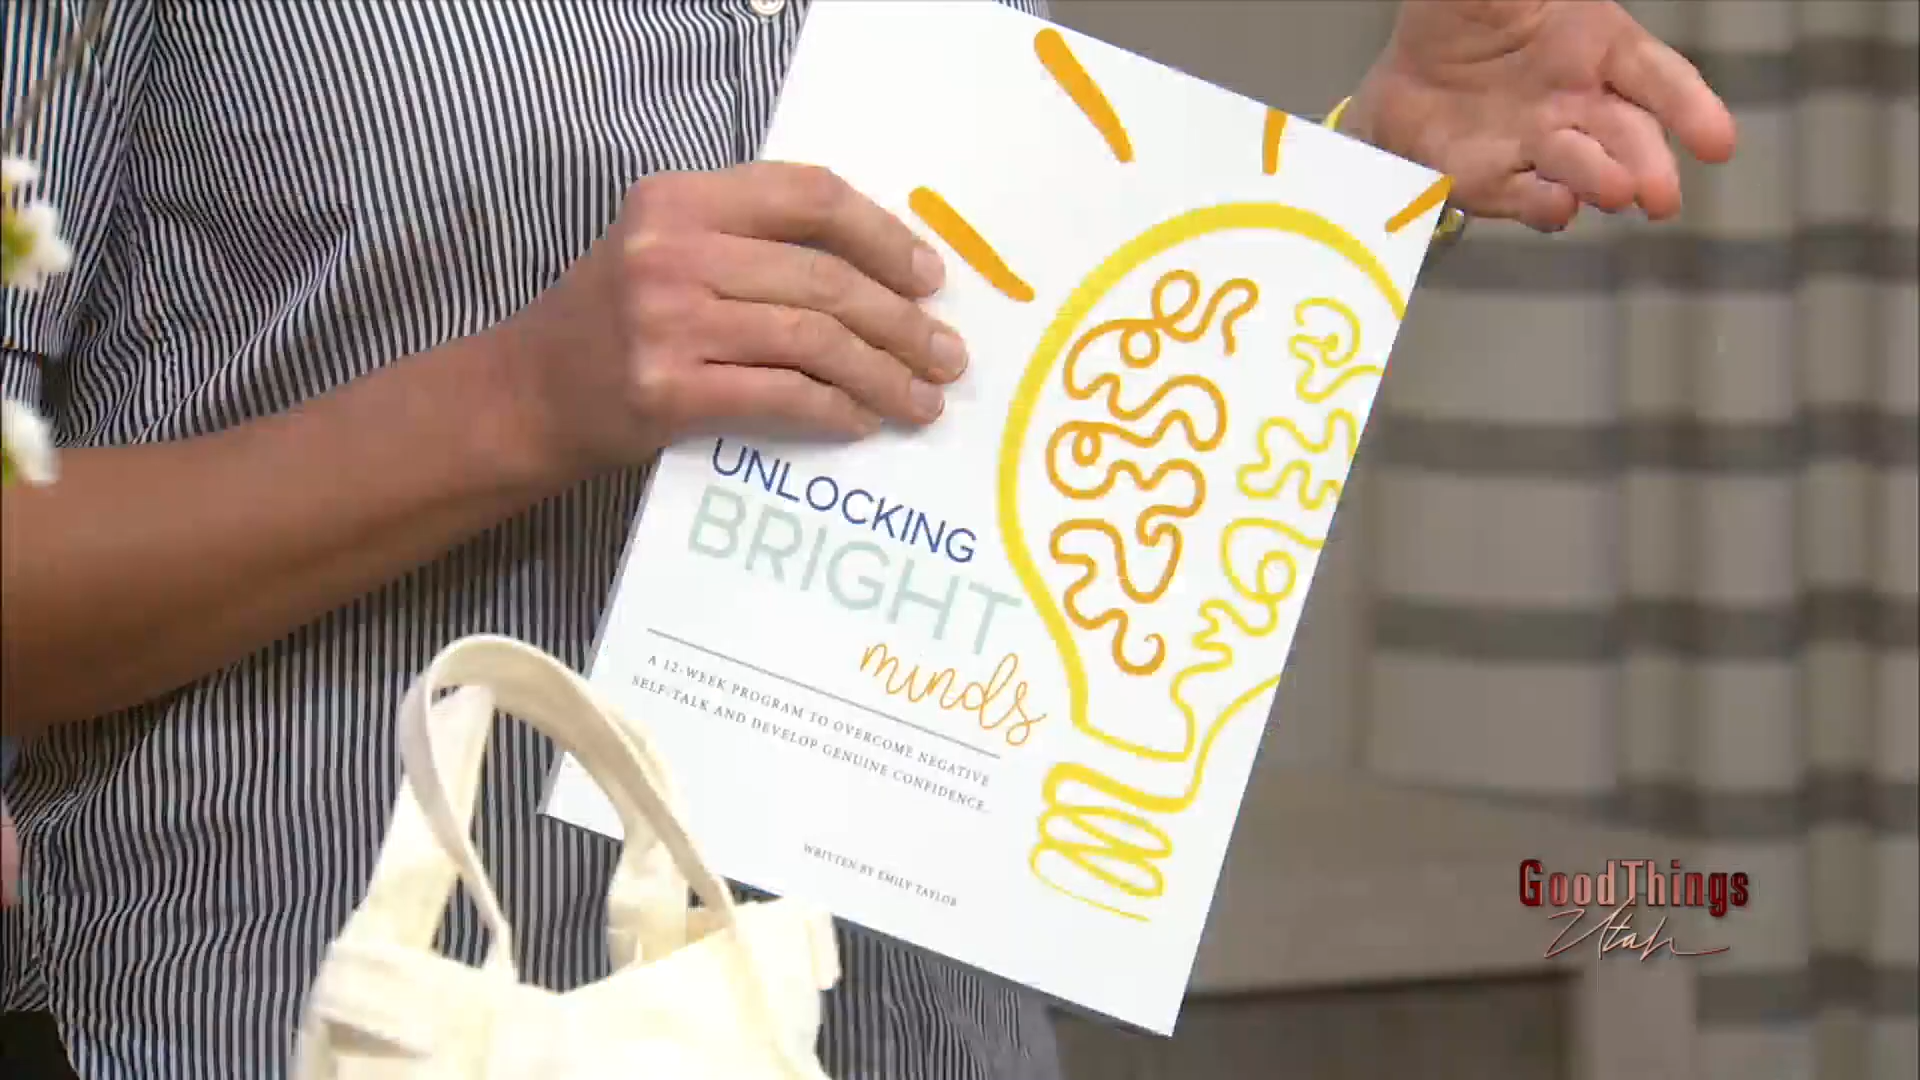 UNLOCKING
BRIGHT
minds
A 12-WEEK PROGRAM TO OVERCOME NEGATIVE
SELF-TALK AND DEVELOP GENUINE CONFIDENCE.
WRITTEN BY EMILY TAYLOR
GoodThings
Utah